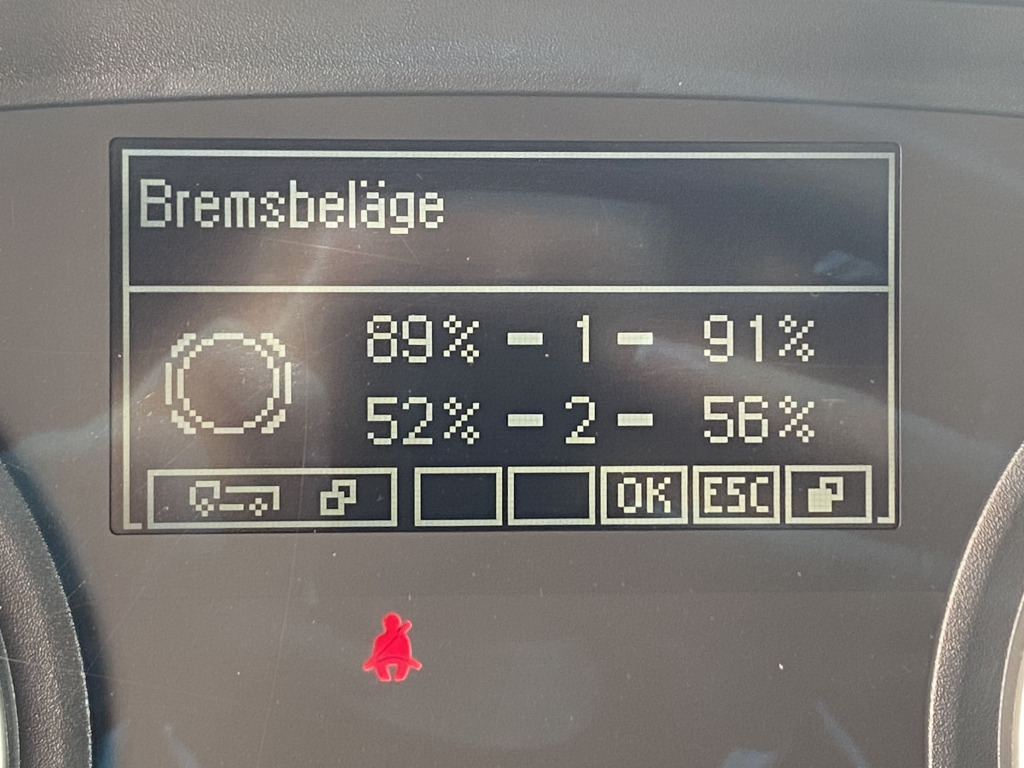 Bremsbeläge
89% - 1 - 91%
52% - 2 - 56%
OK ESC